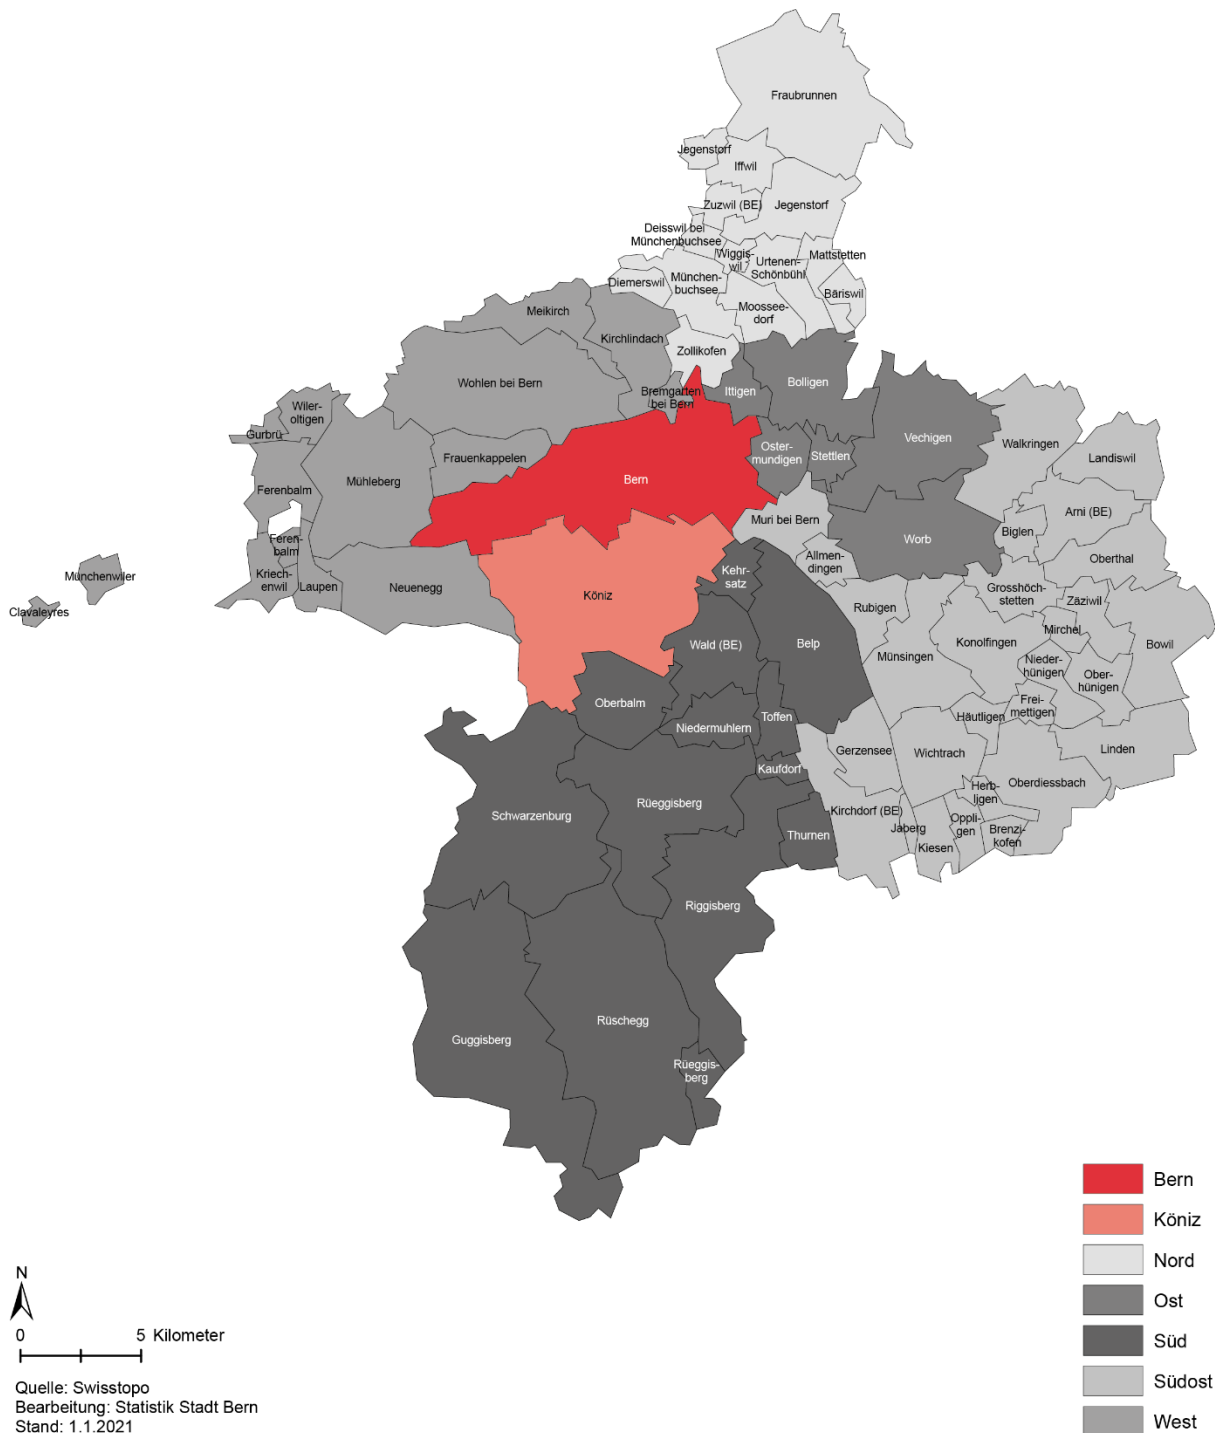 Fraubrunnen
Jegenstorf
Iffwil
Zuzwil (BE)
Jegenstorf
Deisswil bei
Münchenbuchsee
Wiggis-
wil
Urtenen-
Schönbühl
Mattstetten
Diemerswil
München-
buchsee
Bäriswil
Moossee-
dorf
Meikirch
Kirchlindach
Zollikofen
Wohlen bei Bern
Bremgarten
bei Bern
Ittigen
Bolligen
Wiler-
oltigen
Gurbrü
Frauenkappelen
Oster-
mundigen
Stettlen
Vechigen
Walkringen
Landiswil
Ferenbalm
Mühleberg
Bern
Muri bei Bern
Worb
Biglen
Arni (BE)
Feren-
balm
Allmen-
dingen
Oberthal
Münchenwiler
Kriech-
wil
Laupen
Neuenegg
Köniz
Kehr-
satz
Grosshöch-
stetten
Zäziwil
Clavaleyres
Rubigen
Mirchel
Wald (BE)
Belp
Münsingen
Konolfingen
Nieder-
hünigen
Ober-
hünigen
Bowil
Oberbalm
Toffen
Niedermuhlern
Häutligen
Frei-
mettigen
Gerzensee
Wichtrach
Linden
Kaufdorf
Rüeggisberg
Herb-
ligen
Oberdiessbach
Schwarzenburg
Thurnen
Kirchdorf (BE)
Jaberg
Kiesen
Oppli-
gen
Brenzi-
kofen
Riggisberg
Guggisberg
Rüschegg
Rüeggis-
berg
Bern
Köniz
Nord
Ost
Süd
Südost
West
N
0 5 Kilometer
Quelle: Swisstopo
Bearbeitung: Statistik Stadt Bern
Stand: 1.1.2021